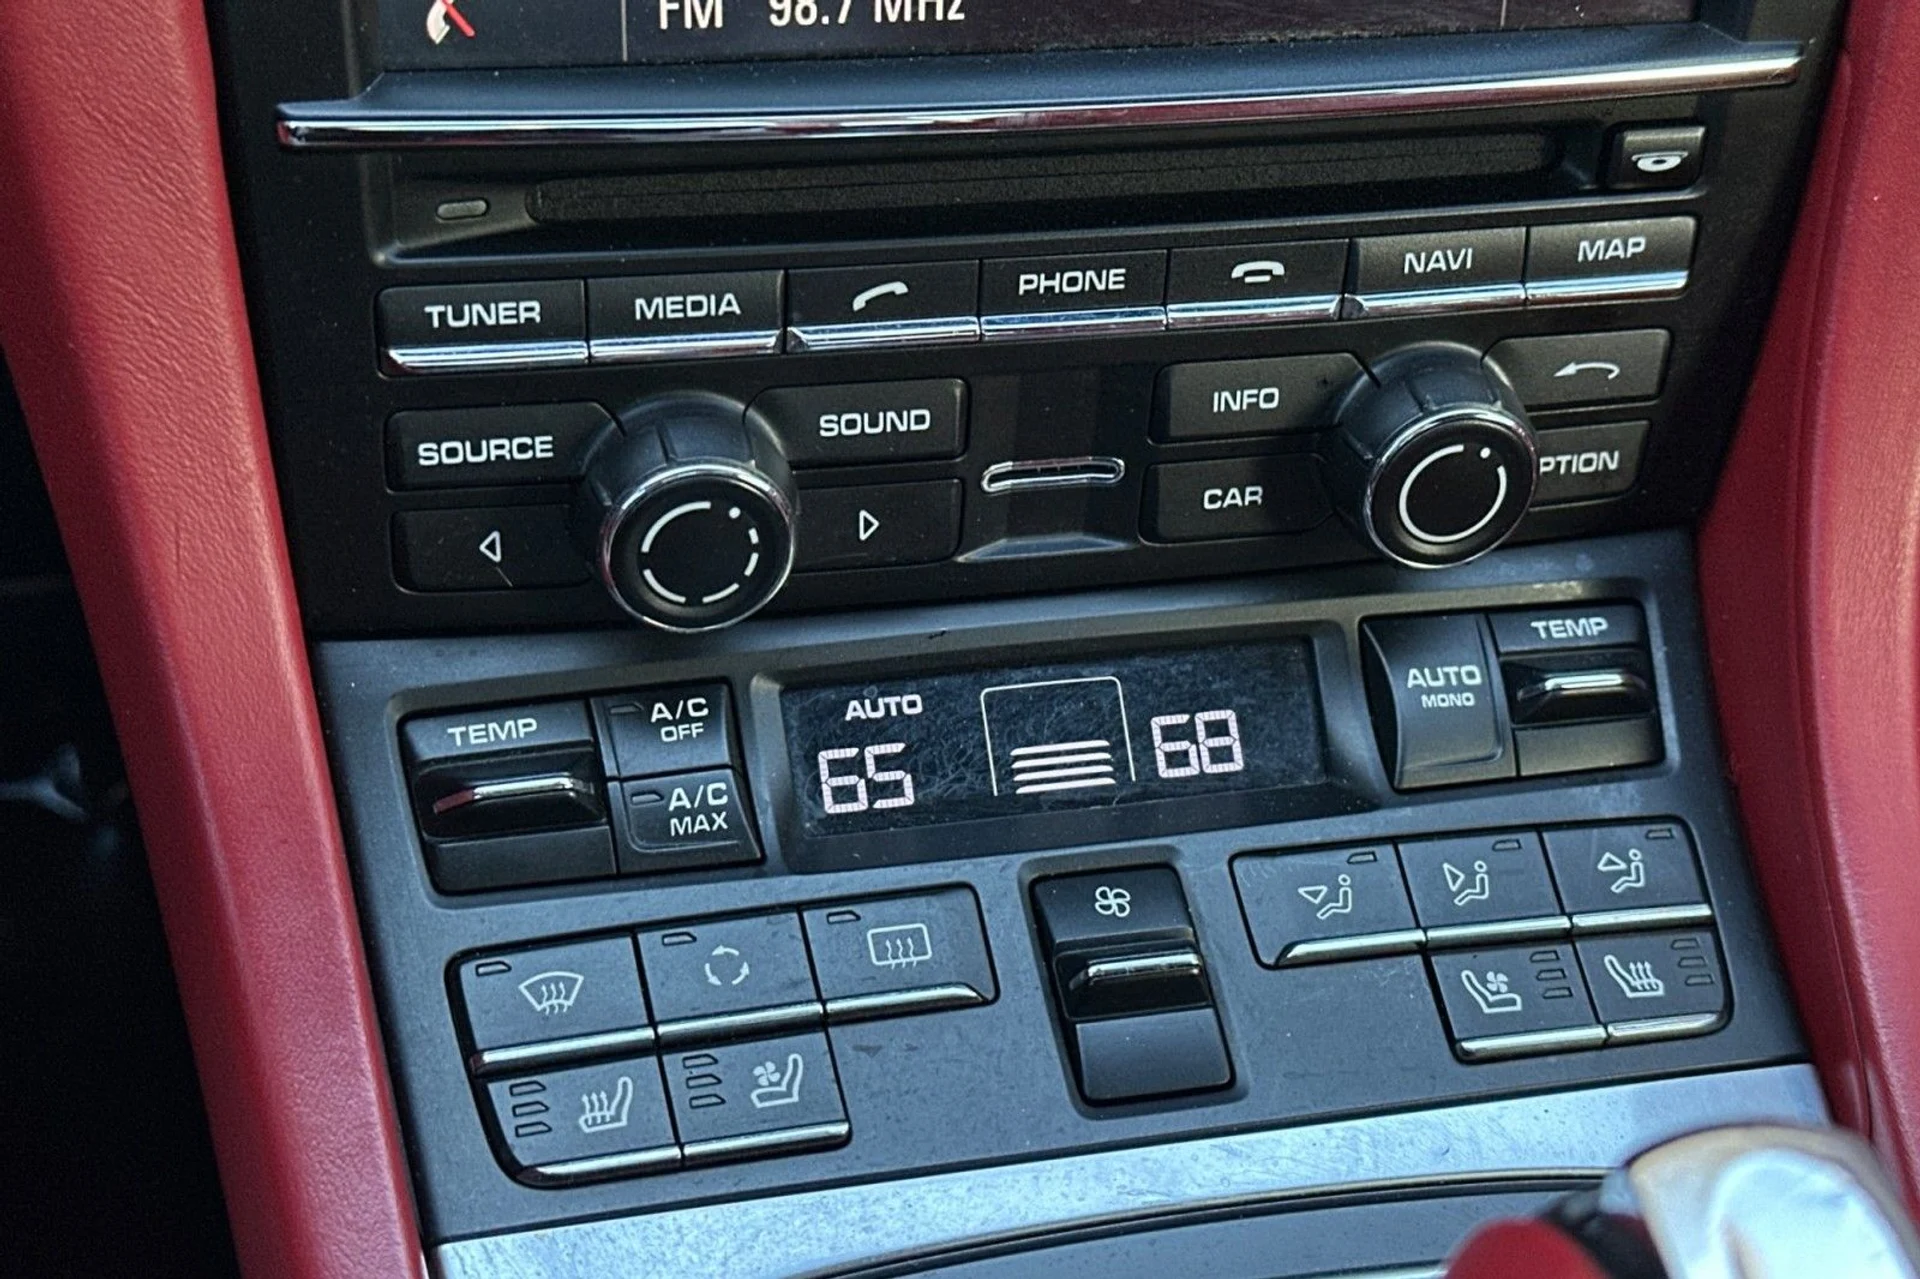 FM 98.7 MHz
TUNER MEDIA PHONE NAVI MAP
SOURCE SOUND INFO
CAR PTION
TEMP A/C OFF AUTO AUTO MONO TEMP
A/C MAX 65 68